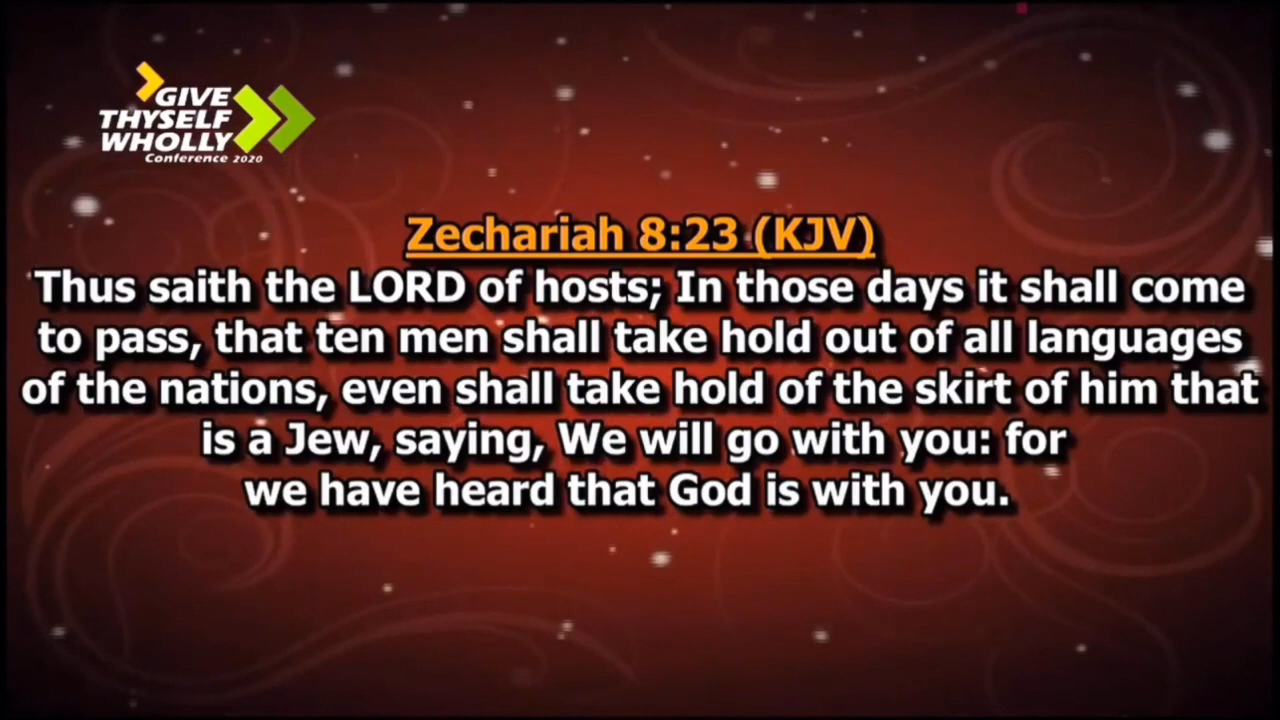 GIVE
THYSELF
WHOLLY
Conference 2020
Zechariah 8:23 (KJV)
Thus saith the LORD of hosts; In those days it shall come
to pass, that ten men shall take hold out of all languages
of the nations, even shall take hold of the skirt of him that
is a Jew, saying, We will go with you: for
we have heard that God is with you.